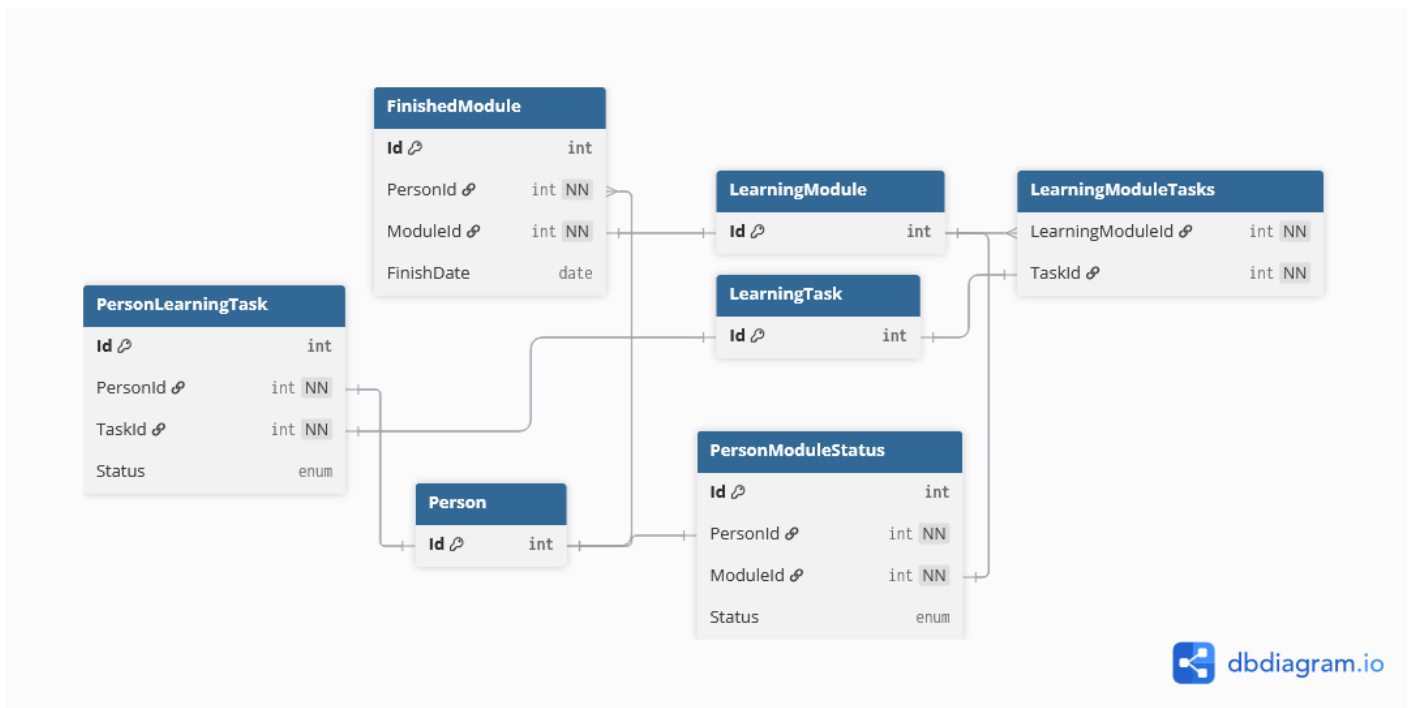 FinishedModule
Id int
PersonId int NN
ModuleId int NN
FinishDate date
LearningModule
Id int
LearningModuleTasks
LearningModuleId int NN
TaskId int NN
LearningTask
Id int
PersonLearningTask
Id int
PersonId int NN
TaskId int NN
Status enum
Person
Id int
PersonModuleStatus
Id int
PersonId int NN
ModuleId int NN
Status enum
dbdiagram.io